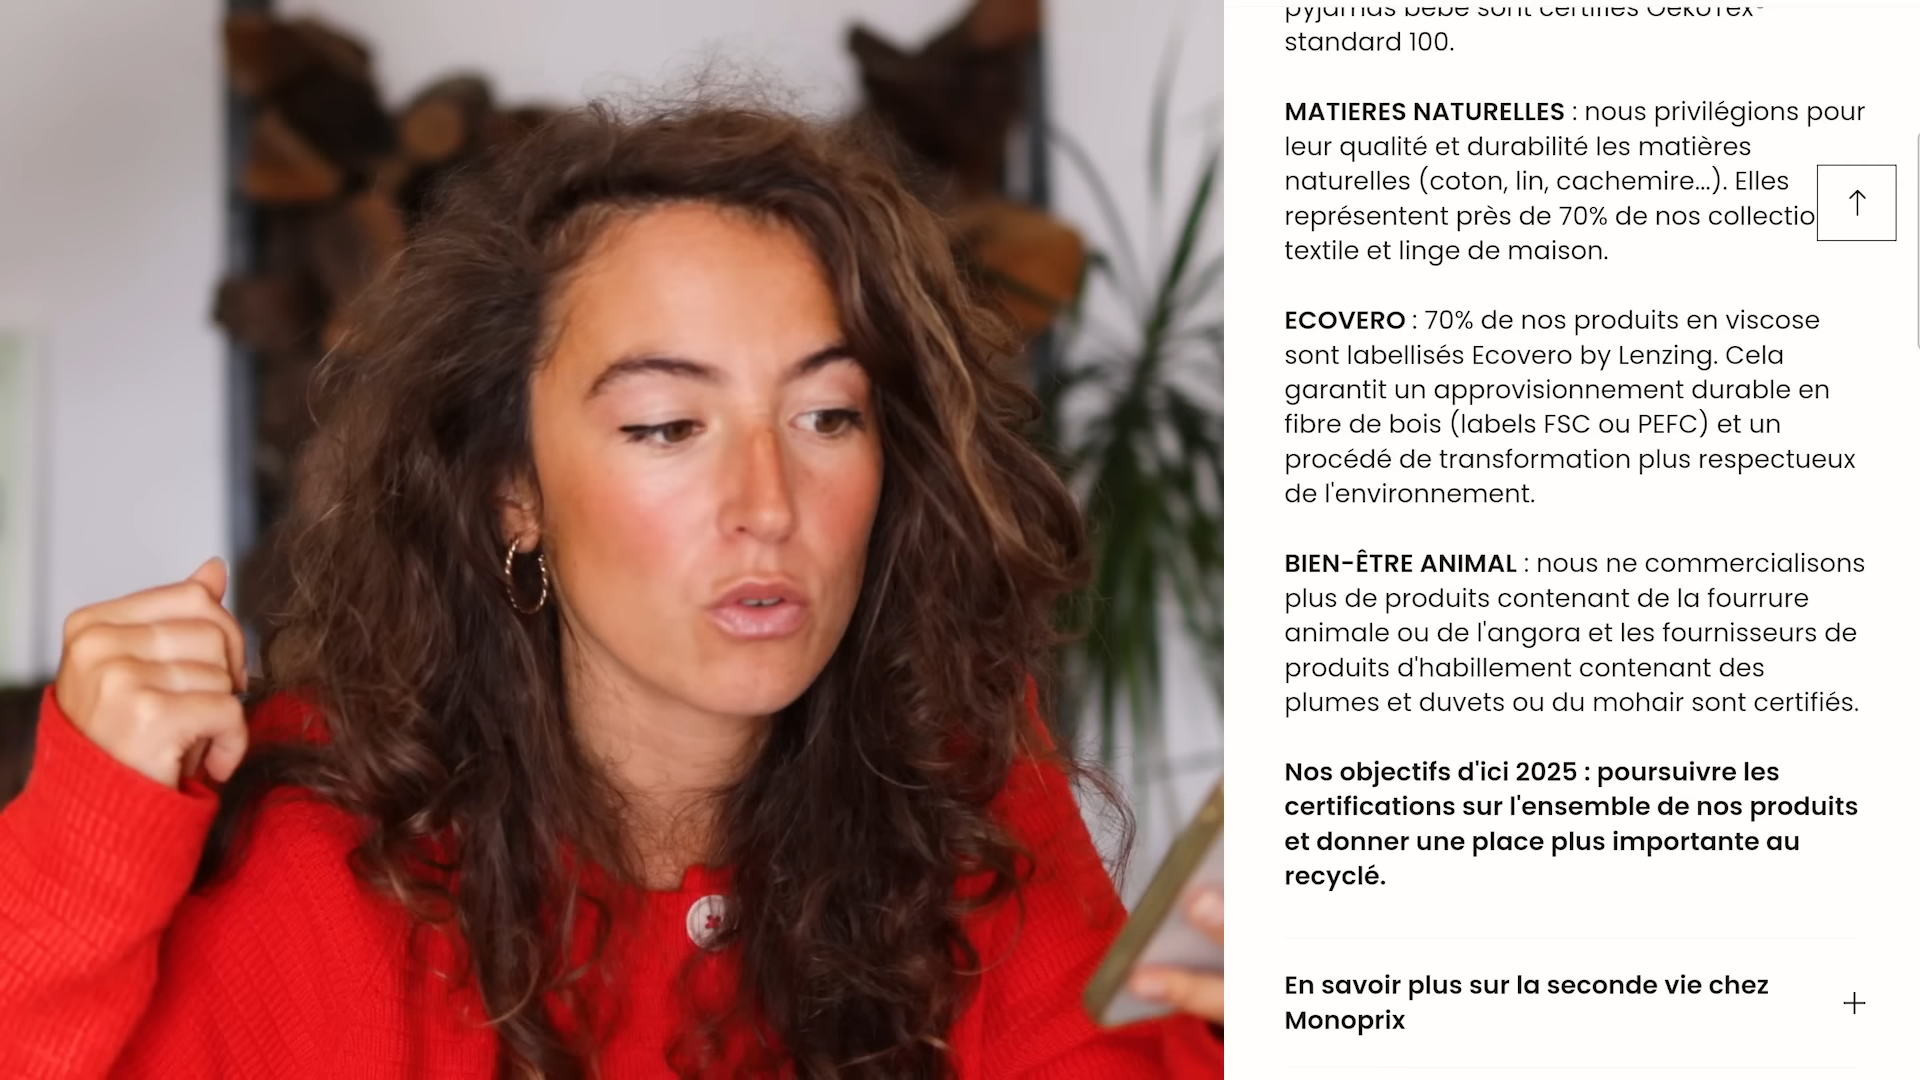 pyjamas bébé sont certifiés OekoTex-
standard 100.
MATIERES NATURELLES : nous privilégions pour
leur qualité et durabilité les matières
naturelles (coton, lin, cachemire...). Elles
représentent près de 70% de nos collectio
textile et linge de maison.
ECOVERO : 70% de nos produits en viscose
sont labellisés Ecovero by Lenzing. Cela
garantit un approvisionnement durable en
fibre de bois (labels FSC ou PEFC) et un
procédé de transformation plus respectueux
de l'environnement.
BIEN-ÊTRE ANIMAL : nous ne commercialisons
plus de produits contenant de la fourrure
animale ou de l'angora et les fournisseurs de
produits d'habillement contenant des
plumes et duvets ou du mohair sont certifiés.
Nos objectifs d'ici 2025 : poursuivre les
certifications sur l'ensemble de nos produits
et donner une place plus importante au
recyclé.
En savoir plus sur la seconde vie chez
Monoprix